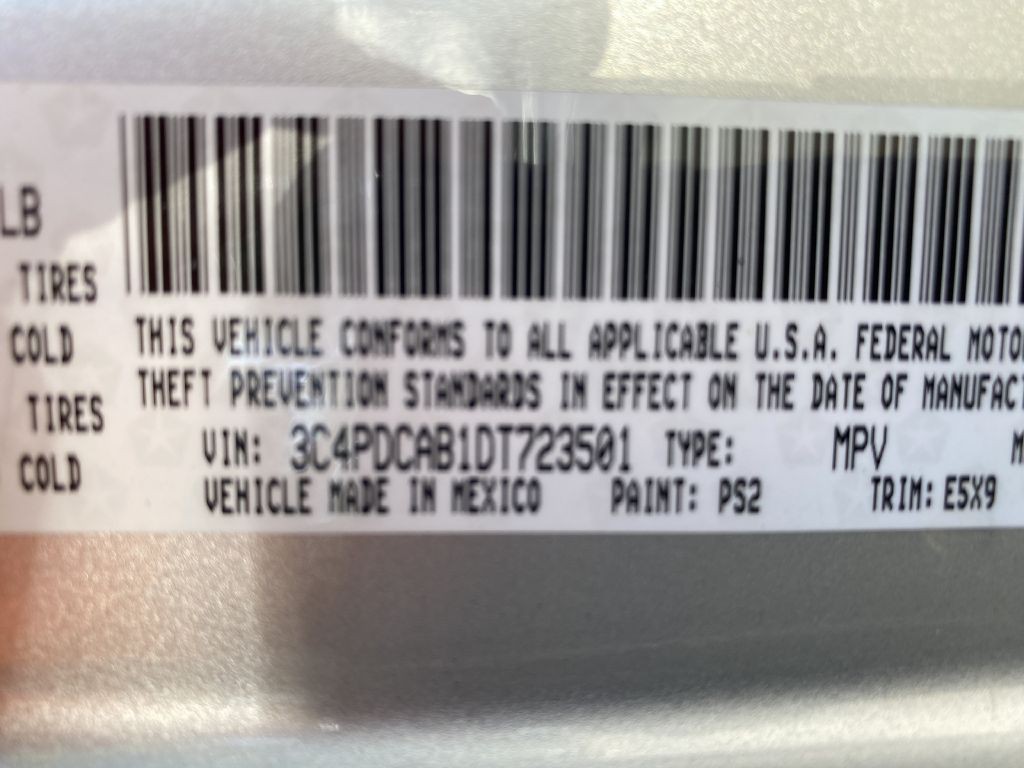 LB
TIRES
COLD
TIRES
COLD
THIS VEHICLE CONFORMS TO ALL APPLICABLE U.S.A. FEDERAL MOTO
THEFT PREVENTION STANDARDS IN EFFECT ON THE DATE OF MANUFACT
VIN: 3C4PDCAB1DT723501 TYPE: MPV M
VEHICLE MADE IN MEXICO PAINT: PS2 TRIM: E5X9